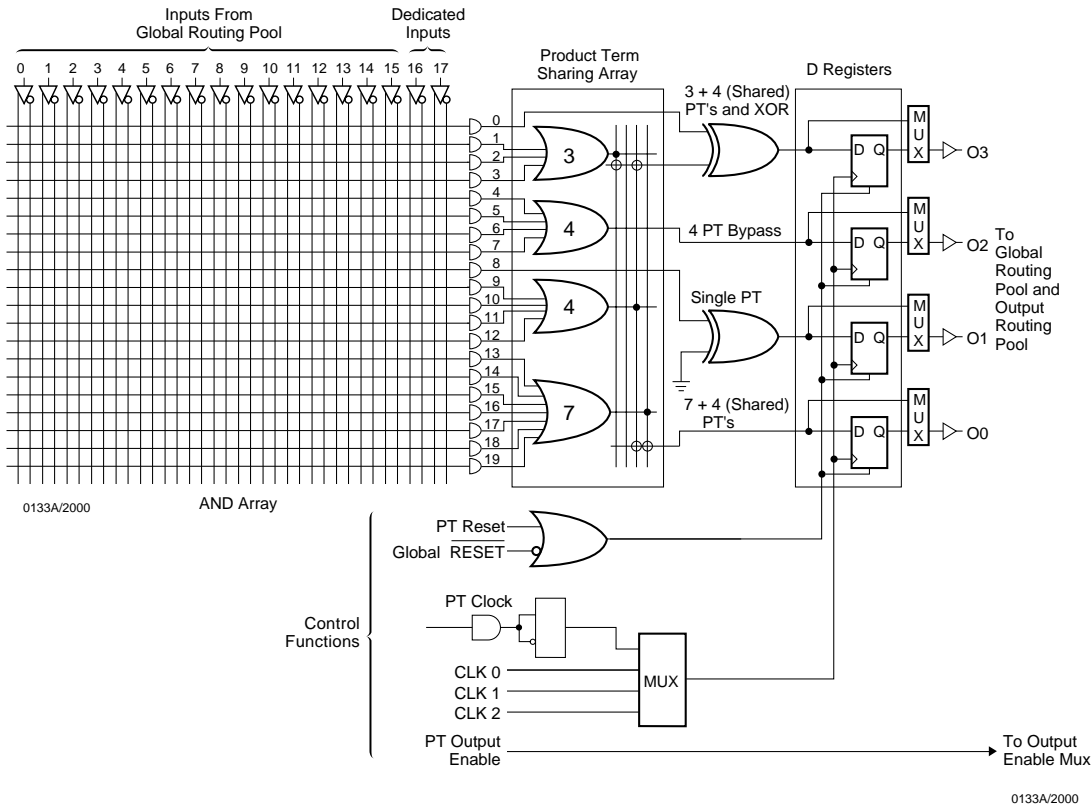 Inputs From
Global Routing Pool
Dedicated
Inputs
0 1 2 3 4 5 6 7 8 9 10 11 12 13 14 15 16 17
Product Term
Sharing Array
D Registers
3 + 4 (Shared)
PT's and XOR
0
1
2
3
4
5
6
7
8
9
10
11
12
13
14
15
16
17
18
19
3
4
4
7
4 PT Bypass
Single PT
7 + 4 (Shared)
PT's
D Q
MUX
O3
D Q
MUX
O2
D Q
MUX
O1
D Q
MUX
O0
To
Global
Routing
Pool and
Output
Routing
Pool
0133A/2000
AND Array
PT Reset
Global RESET
Control
Functions
PT Clock
CLK 0
CLK 1
CLK 2
MUX
PT Output
Enable
To Output
Enable Mux
0133A/2000